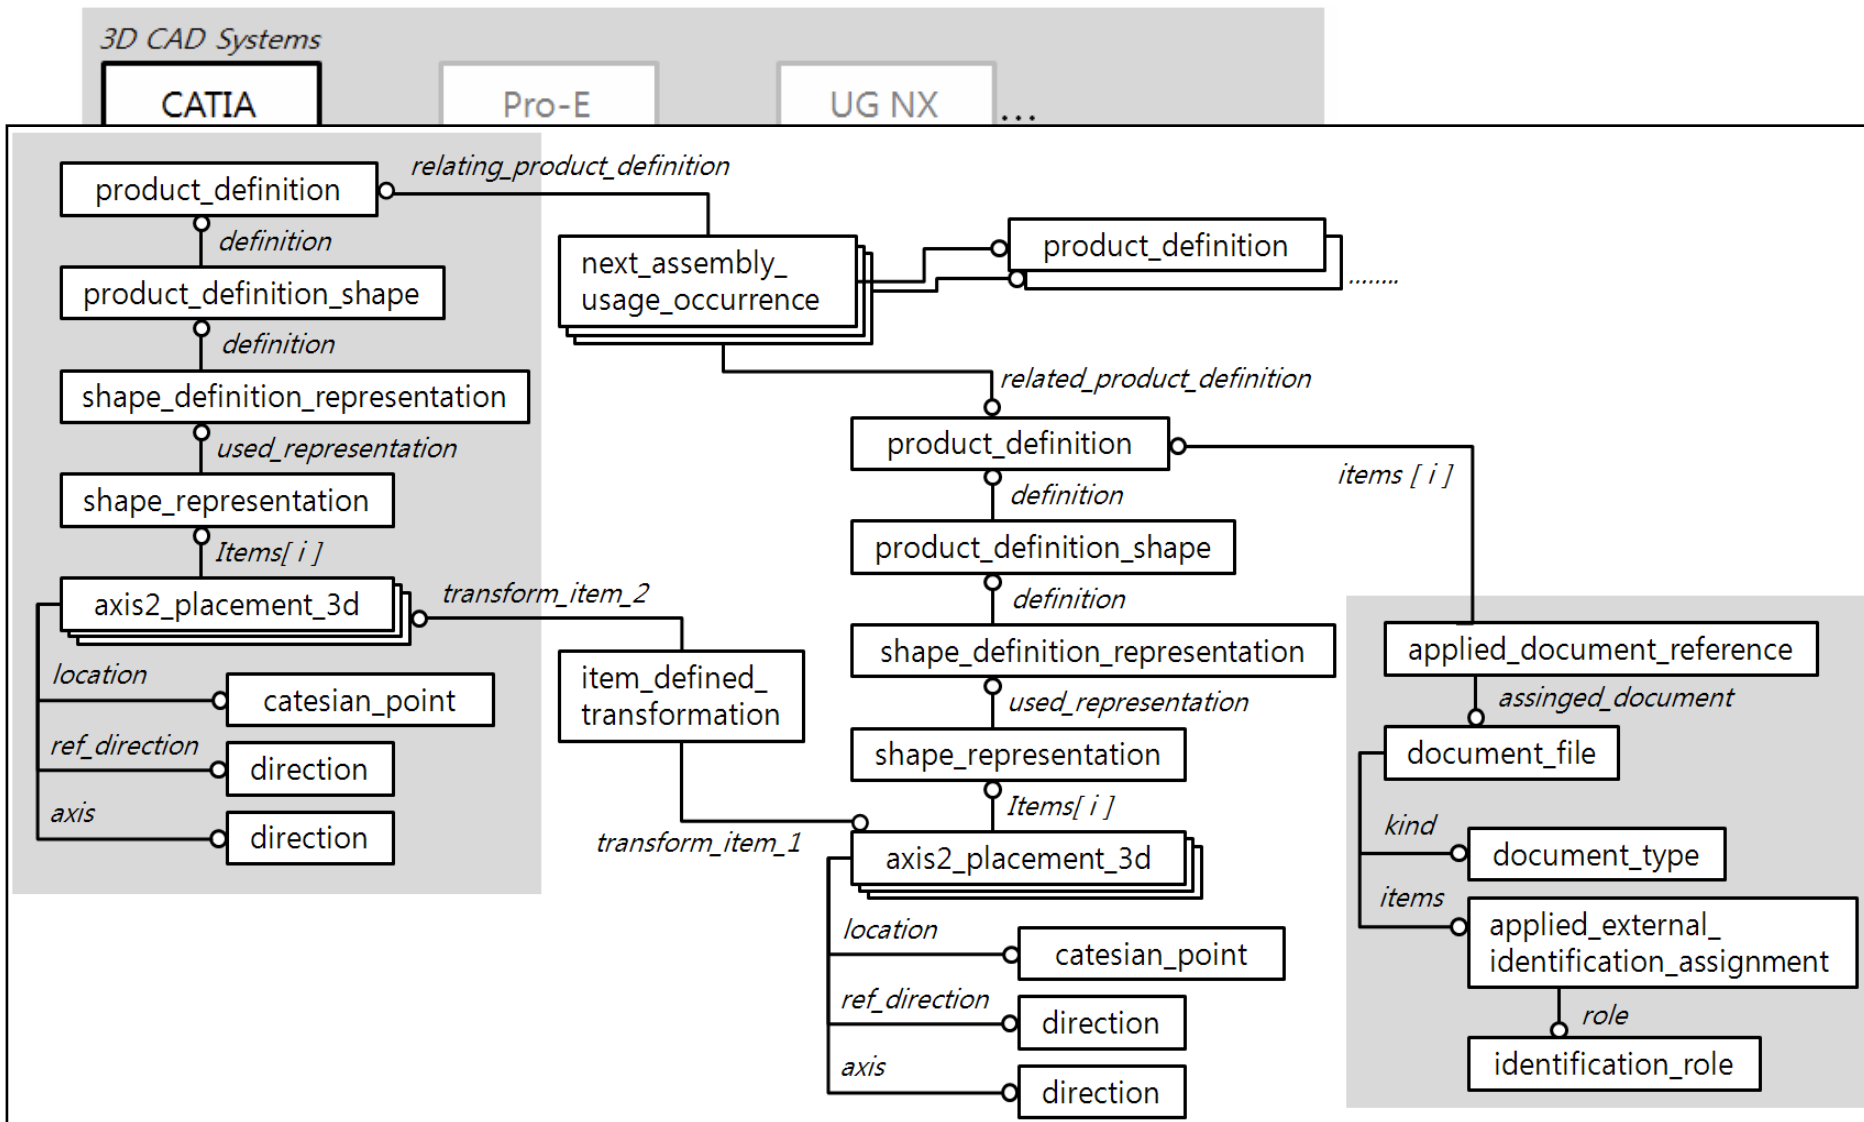 3D CAD Systems
CATIA
Pro-E
UG NX
...
product_definition
relating_product_definition
definition
product_definition_shape
definition
shape_definition_representation
used_representation
shape_representation
Items[ i ]
axis2_placement_3d
location
catesian_point
ref_direction
direction
axis
direction
next_assembly_
usage_occurrence
product_definition
........
related_product_definition
transform_item_2
item_defined_
transformation
transform_item_1
product_definition
definition
product_definition_shape
definition
shape_definition_representation
used_representation
shape_representation
Items[ i ]
axis2_placement_3d
location
catesian_point
ref_direction
direction
axis
direction
items [ i ]
applied_document_reference
assinged_document
document_file
kind
document_type
items
applied_external_
identification_assignment
role
identification_role